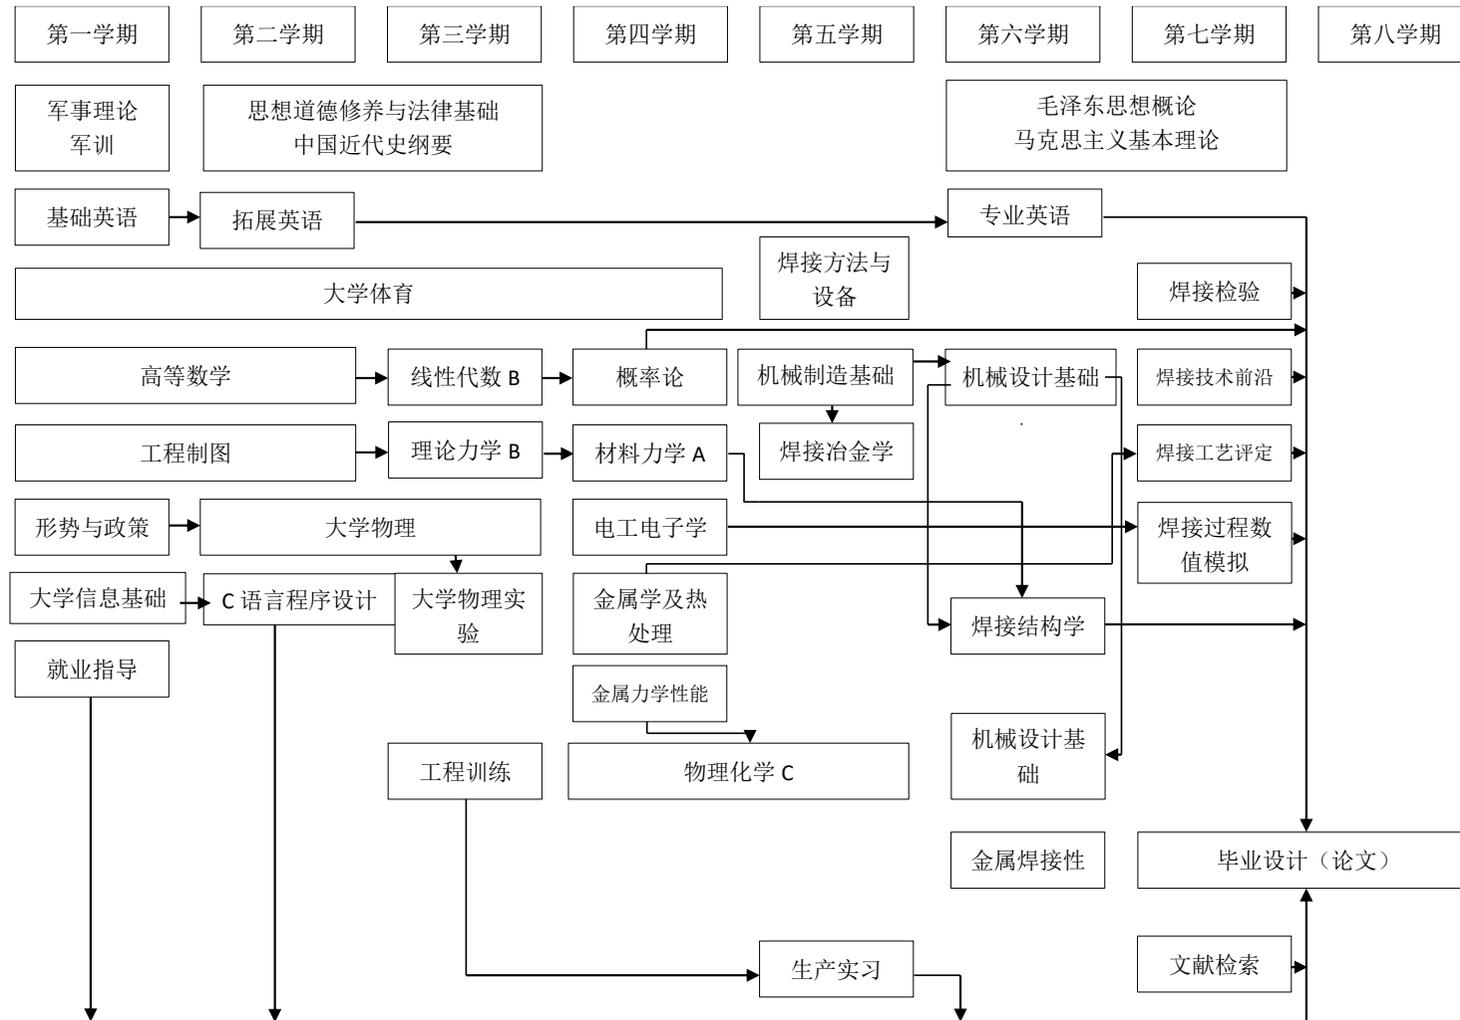 第一学期
第二学期
第三学期
第四学期
第五学期
第六学期
第七学期
第八学期
军事理论
军训
思想道德修养与法律基础
中国近代史纲要
毛泽东思想概论
马克思主义基本理论
基础英语
拓展英语
专业英语
大学体育
焊接方法与
设备
焊接检验
高等数学
线性代数 B
概率论
机械制造基础
机械设计基础
焊接技术前沿
工程制图
理论力学 B
材料力学 A
焊接冶金学
焊接工艺评定
形势与政策
大学物理
电工电子学
焊接过程数
值模拟
大学信息基础
C 语言程序设计
大学物理实
验
金属学及热
处理
焊接结构学
就业指导
金属力学性能
工程训练
物理化学 C
机械设计基
础
金属焊接性
毕业设计（论文）
生产实习
文献检索